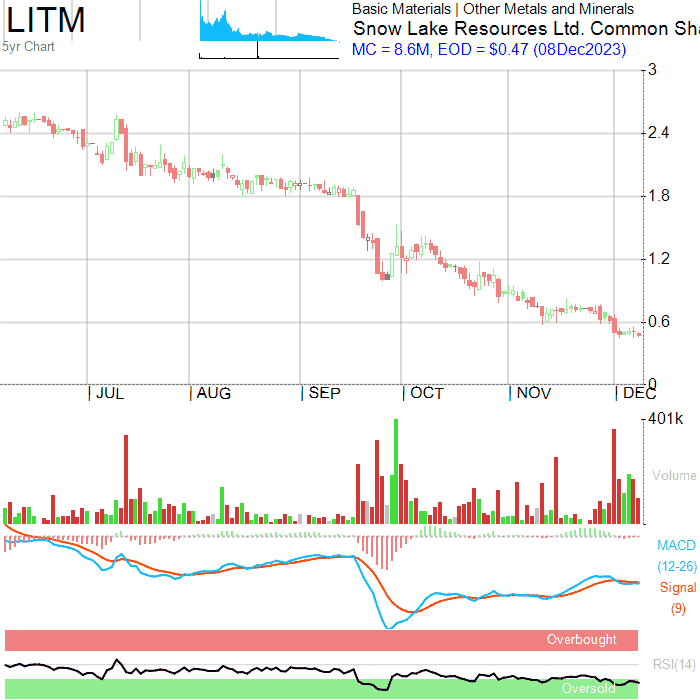 LITM
5yr Chart
Basic Materials | Other Metals and Minerals
Snow Lake Resources Ltd. Common Sha
MC = 8.6M, EOD = $0.47 (08Dec2023)
3
2.4
1.8
1.2
0.6
0
JUL
AUG
SEP
OCT
NOV
DEC
401k
Volume
MACD
(12-26)
Signal
(9)
Overbought
RSI(14)
Oversold